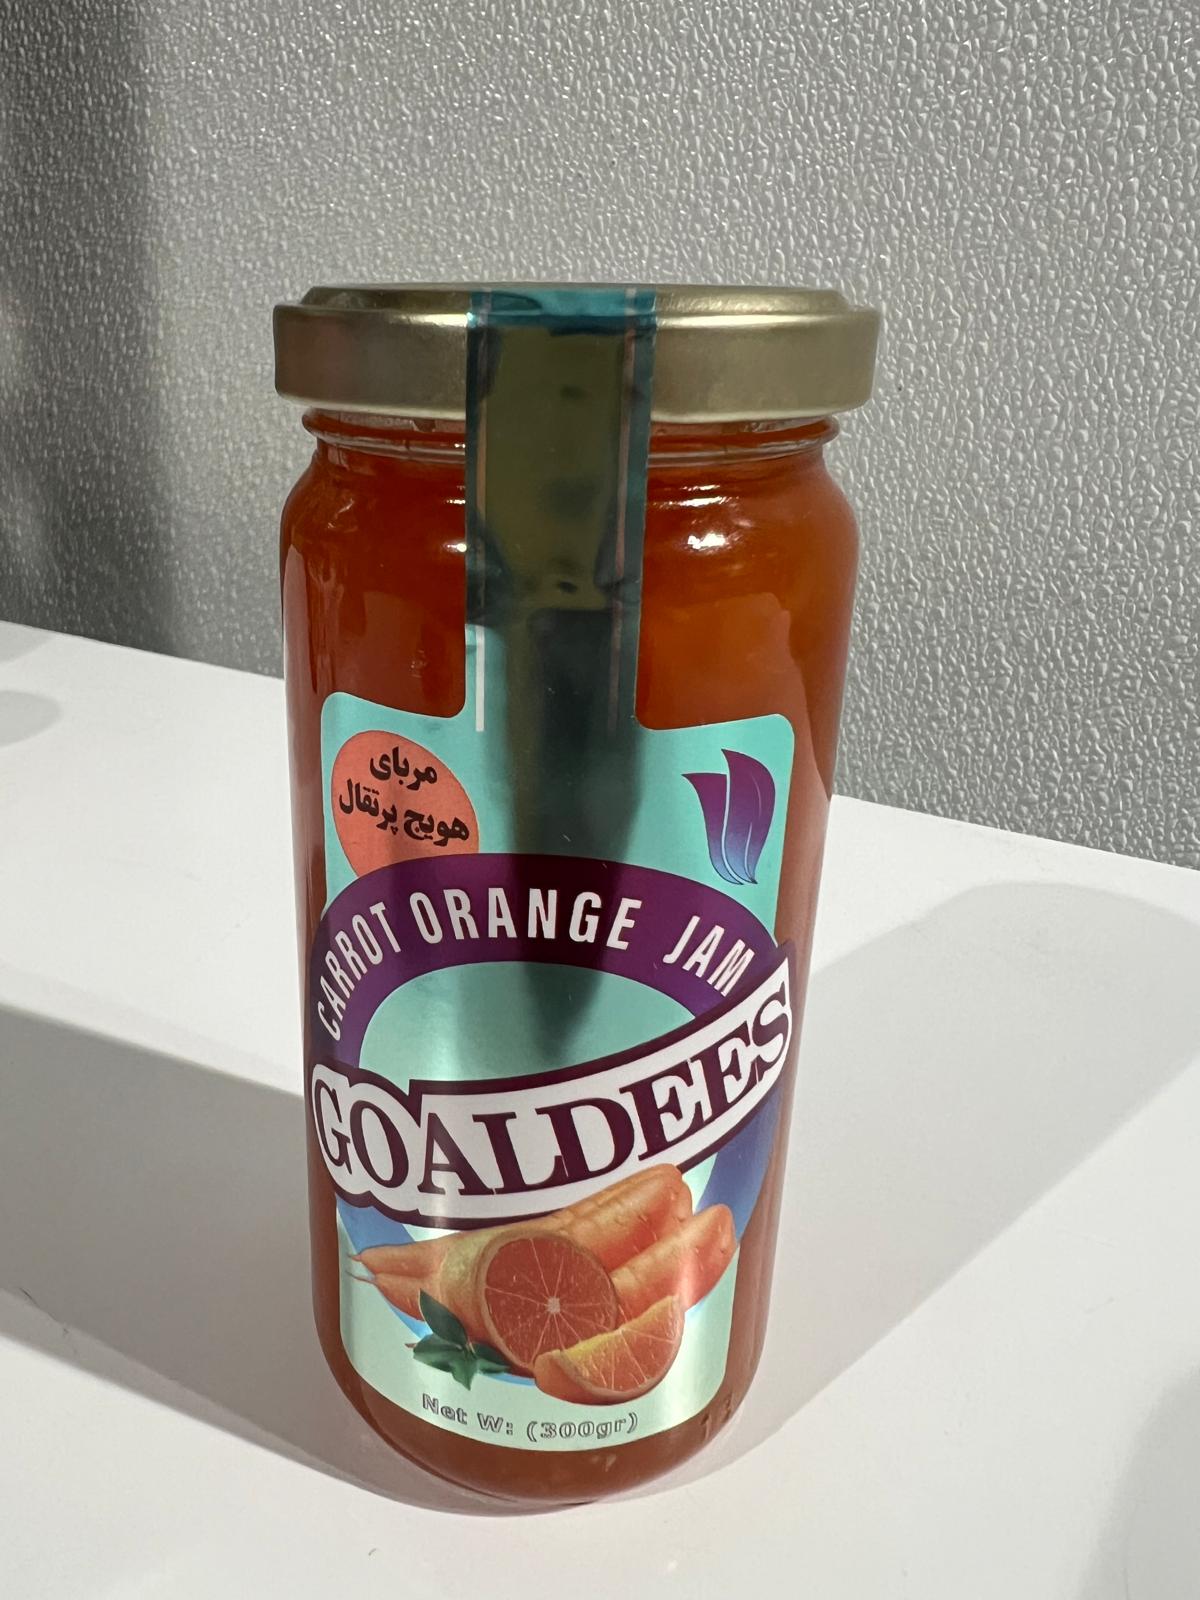 مربای
هویج پرتقال
CARROT ORANGE JAM
GOALDEES
Net W: (300gr)